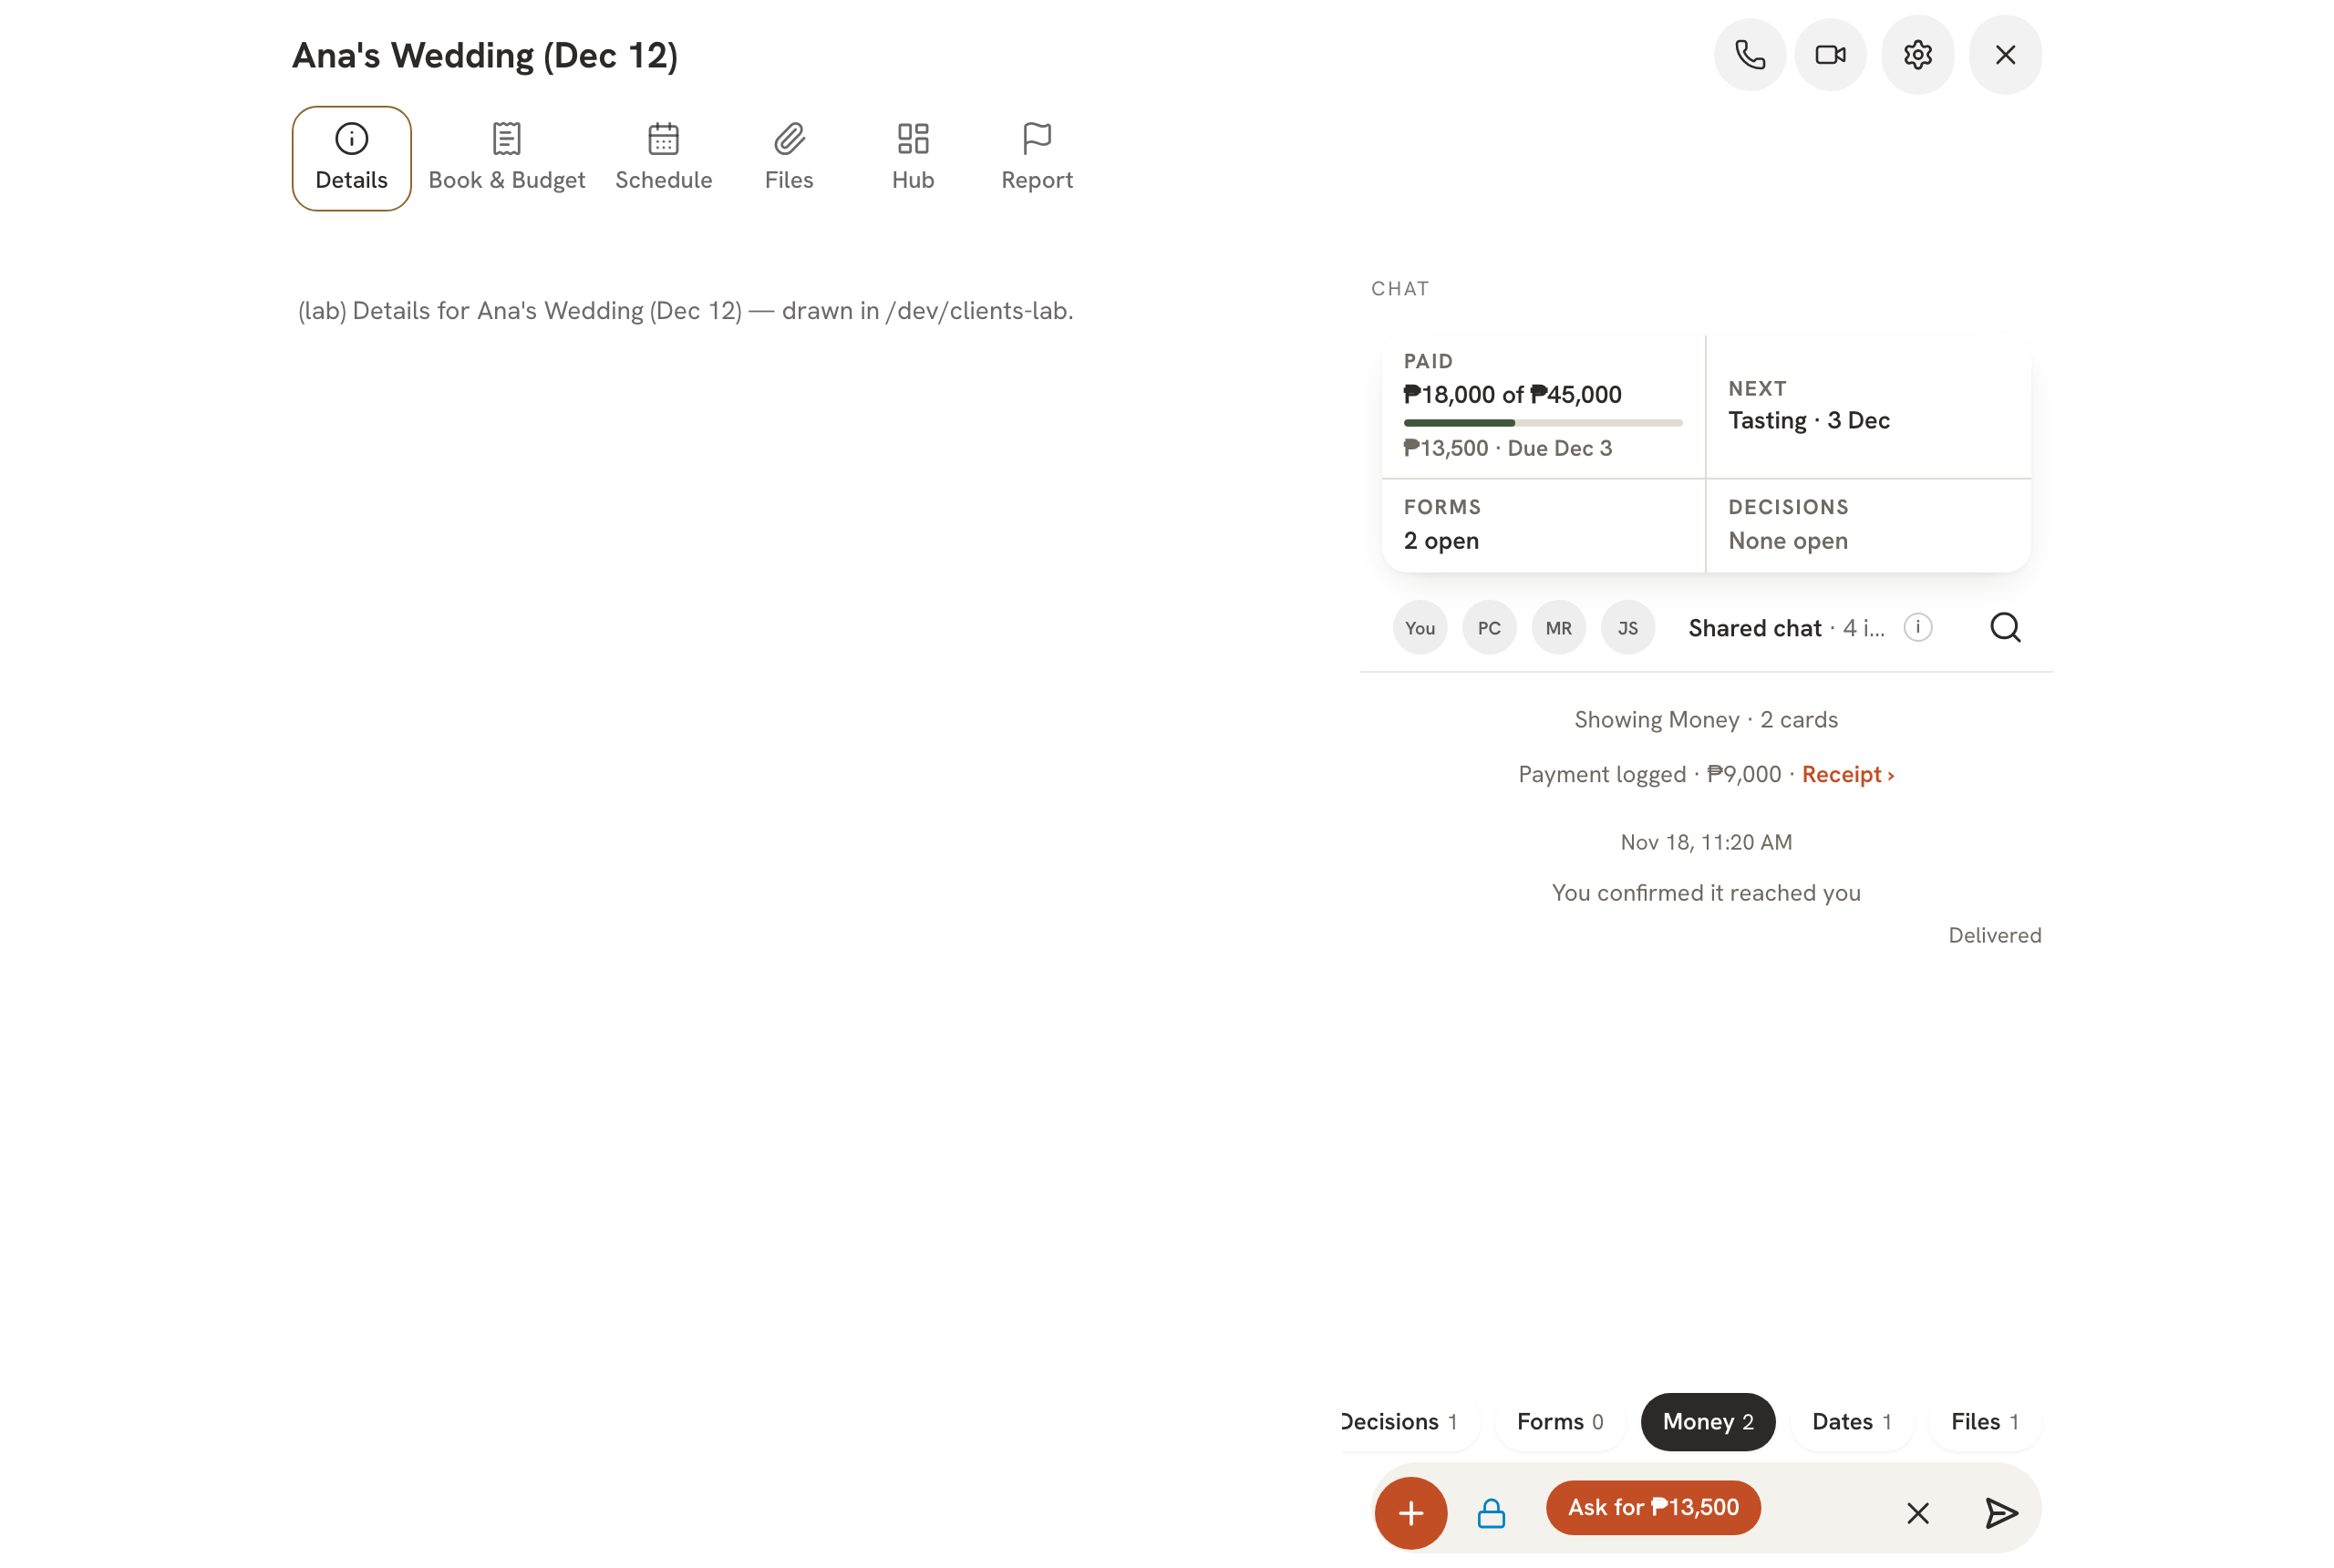 Ana's Wedding (Dec 12)
Details
Book & Budget
Schedule
Files
Hub
Report
(lab) Details for Ana's Wedding (Dec 12) — drawn in /dev/clients-lab.
CHAT
PAID
₱18,000 of ₱45,000
₱13,500 · Due Dec 3
NEXT
Tasting · 3 Dec
FORMS
2 open
DECISIONS
None open
You
PC
MR
JS
Shared chat · 4 i...
Showing Money · 2 cards
Payment logged · ₱9,000 · Receipt ›
Nov 18, 11:20 AM
You confirmed it reached you
Delivered
Decisions 1
Forms 0
Money 2
Dates 1
Files 1
Ask for ₱13,500